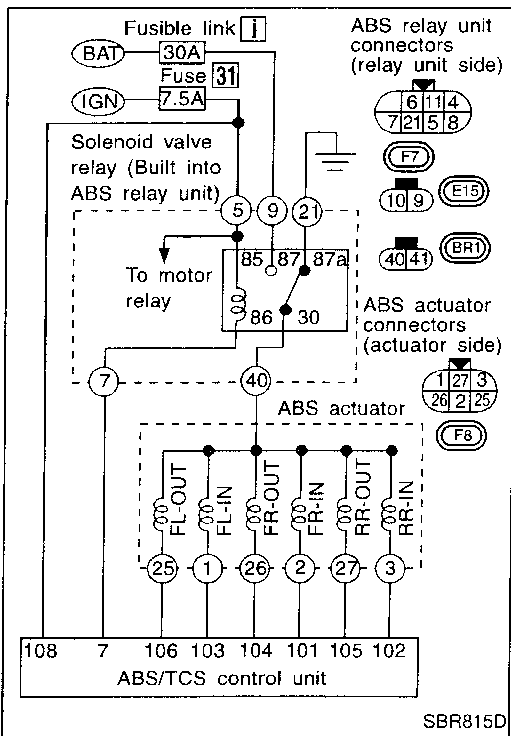 Fusible link j
BAT 30A
Fuse 31
IGN 7.5A
Solenoid valve
relay (Built into
ABS relay unit)
5 9 21
85 87 87a
To motor
relay
86 30
7 40
ABS actuator
FL-OUT FL-IN FR-OUT FR-IN RR-OUT RR-IN
25 1 26 2 27 3
108 7 106 103 104 101 105 102
ABS/TCS control unit
ABS relay unit
connectors
(relay unit side)
6 11 4
7 21 5 8
F7
10 9 E15
40 41 BR1
ABS actuator
connectors
(actuator side)
1 27 3
26 2 25
F8
SBR815D